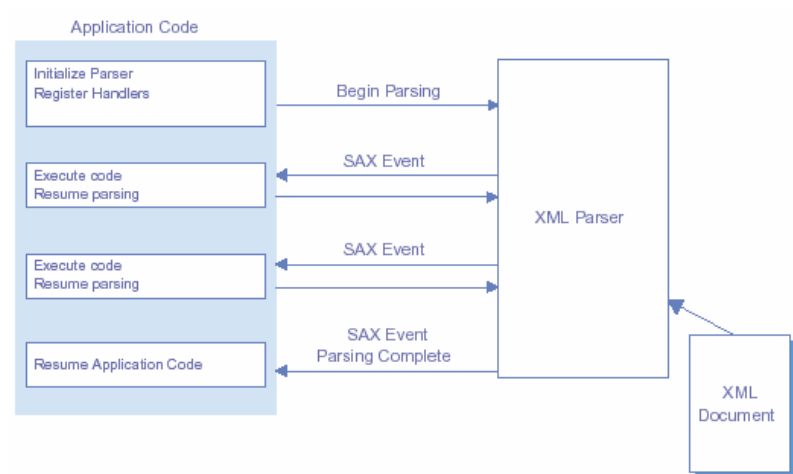 Application Code
Initialize Parser
Register Handlers
Begin Parsing
SAX Event
Execute code
Resume parsing
XML Parser
SAX Event
Execute code
Resume parsing
SAX Event
Parsing Complete
Resume Application Code
XML
Document